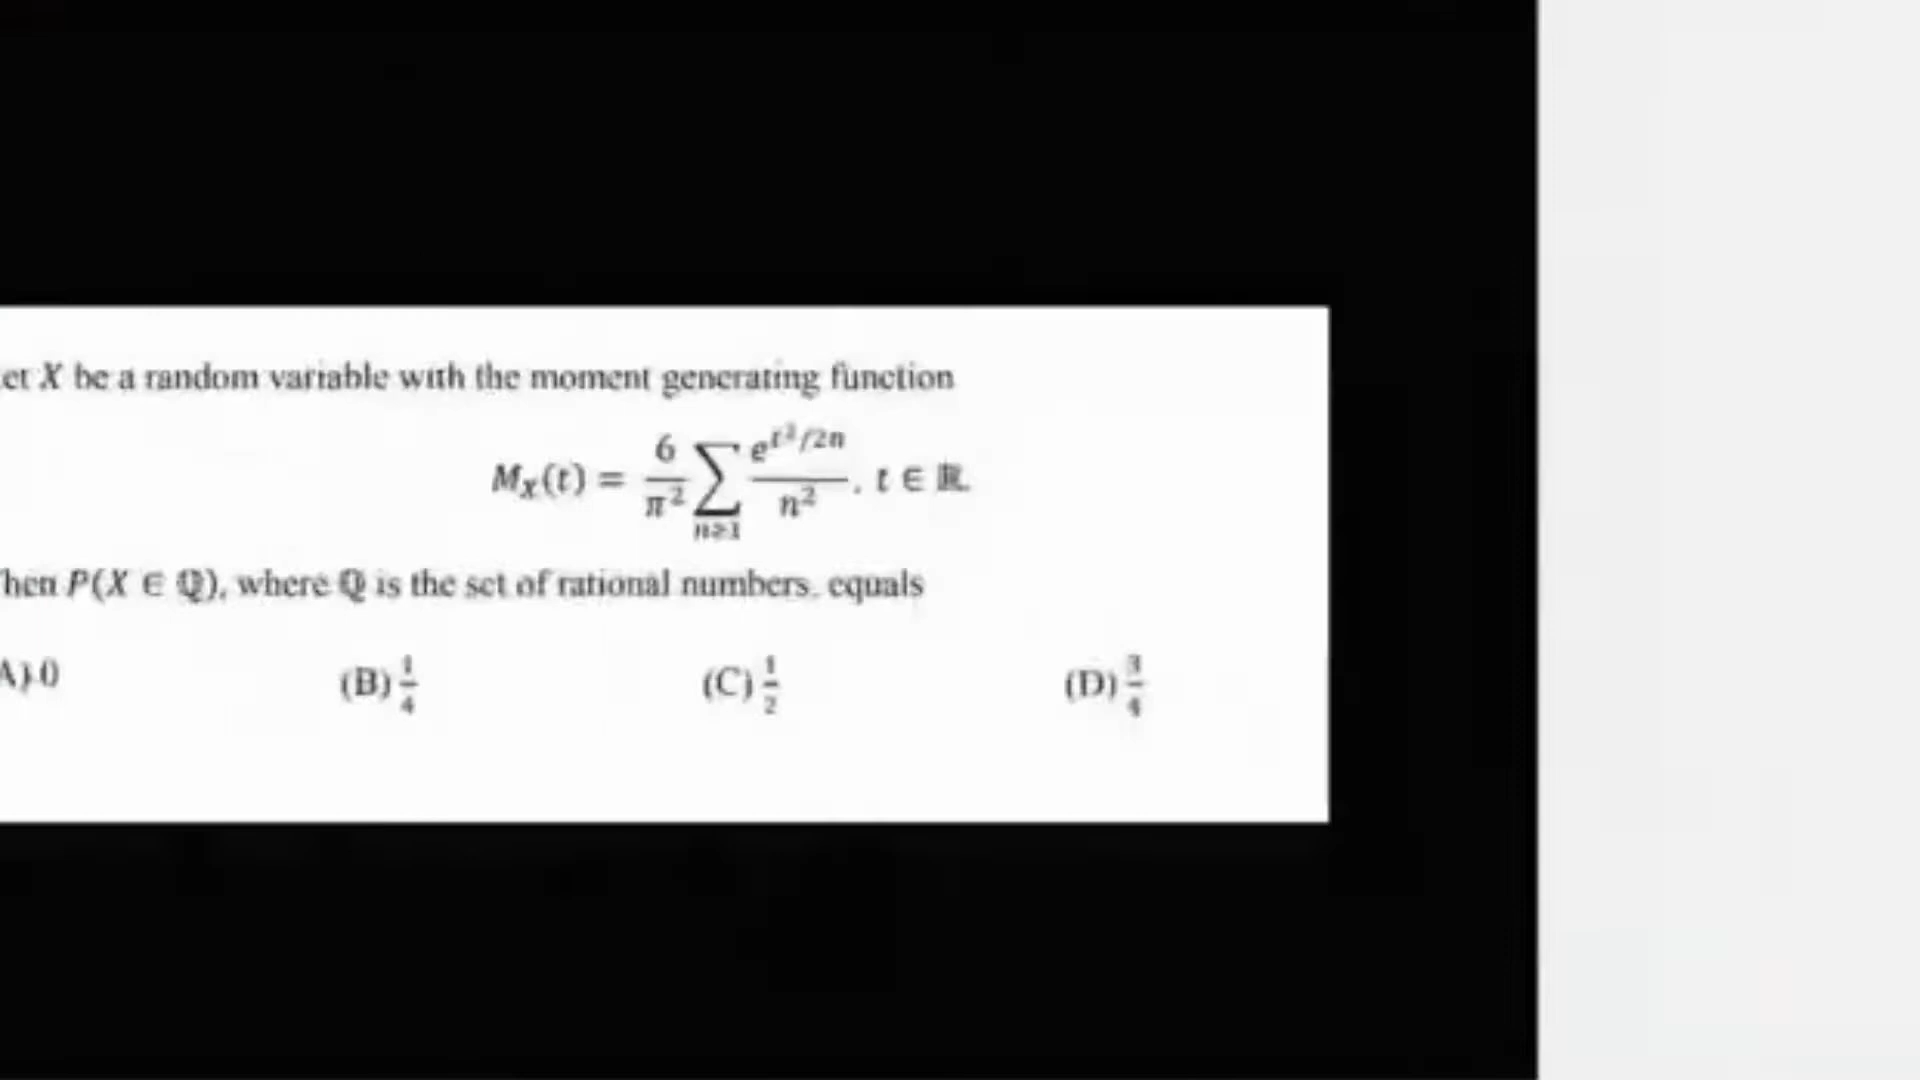 et X be a random variable with the moment generating function
M_X(t) = 6/π² ∑_{n≥1} e^{t²/2n}/n², t ∈ ℝ.
hen P(X ∈ ℚ), where ℚ is the set of rational numbers, equals
A) 0 (B) 1/4 (C) 1/2 (D) 3/4